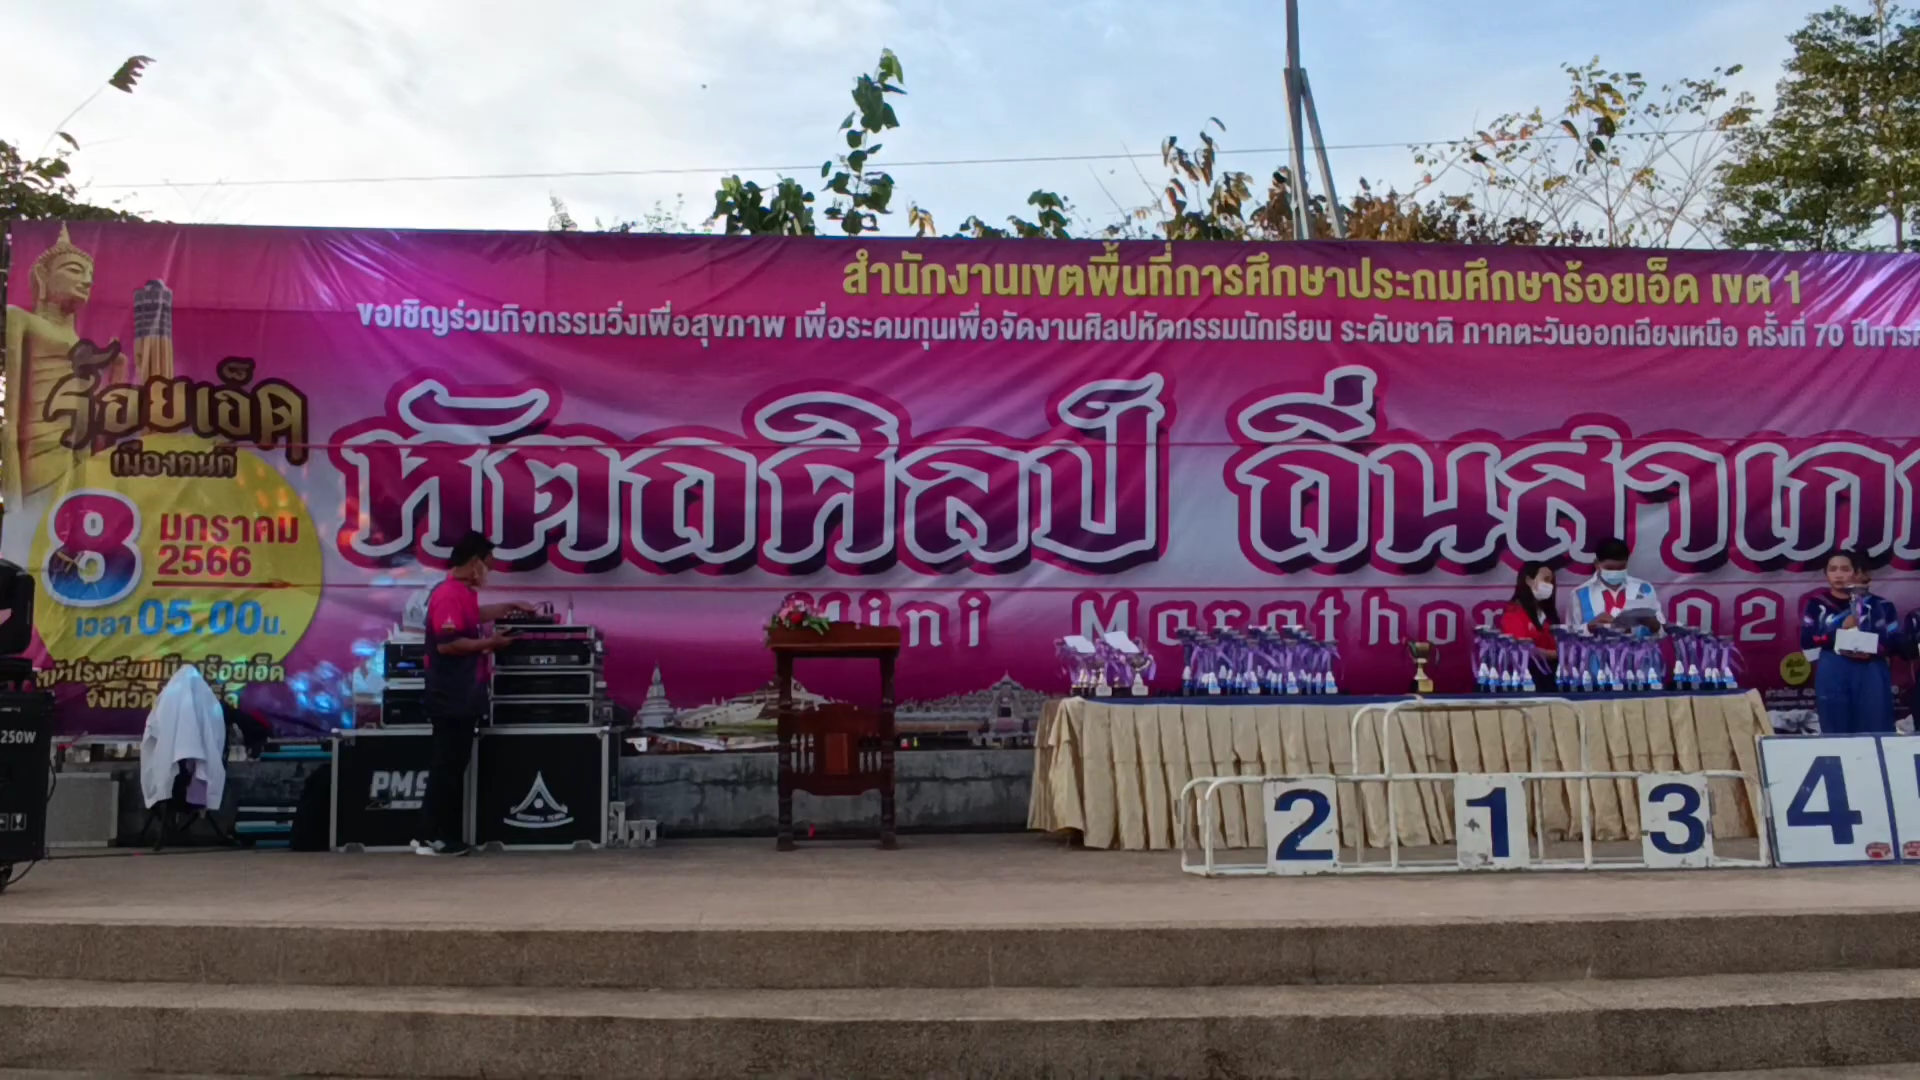 สำนักงานเขตพื้นที่การศึกษาประถมศึกษาร้อยเอ็ด เขต 1
ขอเชิญร่วมกิจกรรมวิ่งเพื่อสุขภาพ เพื่อระดมทุนเพื่อจัดงานศิลปหัตกรรมนักเรียน ระดับชาติ ภาคตะวันออกเฉียงเหนือ ครั้งที่ 70
ร้อยเอ็ด
เมืองคนดี
หัตถศิลป์ ถิ่นสาเก
8 มกราคม
2566
เวลา 05.00น.
Mini Marathon
จังหวัด
250W
PMS
2 1 3 4